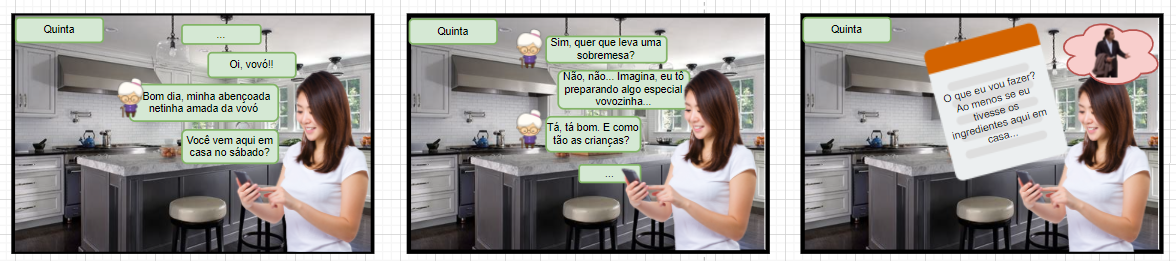 Quinta
...
Oi, vovó!!
Bom dia, minha abençoada
netinha amada da vovó
Você vem aqui em
casa no sábado?
Quinta
Sim, quer que leva uma
sobremesa?
Não, não... Imagina, eu tô
preparando algo especial
vovozinha...
Tá, tá bom. E como
tão as crianças?
...
Quinta
O que eu vou fazer?
Ao menos se eu
tivesse os
ingredientes aqui em
casa...